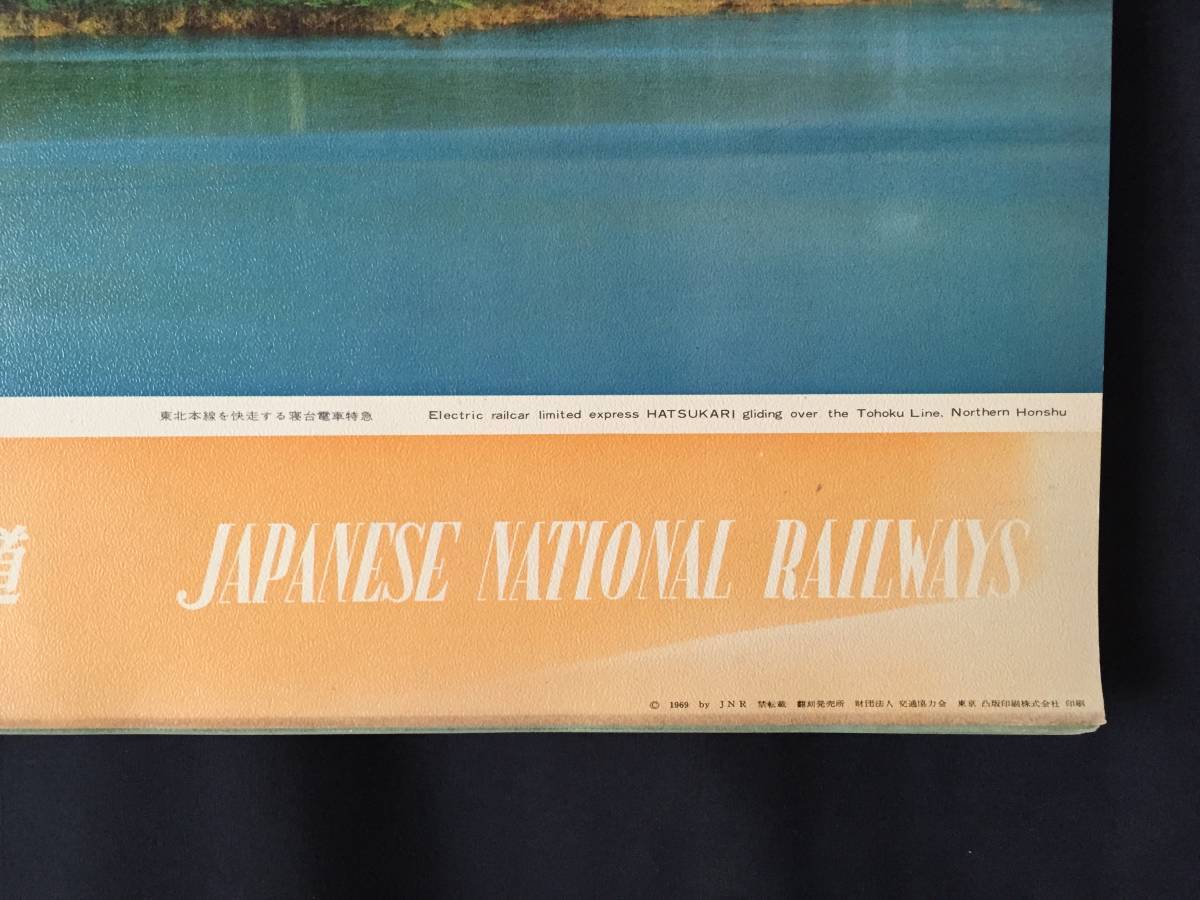 東北本線を快走する寝台電車特急 Electric railcar limited express HATSUKARI gliding over the Tohoku Line, Northern Honshu
道 JAPANESE NATIONAL RAILWAYS
© 1969 by JNR 禁転載 翻刻発売所 財団法人 交通協力会 東京 凸版印刷株式会社 印刷